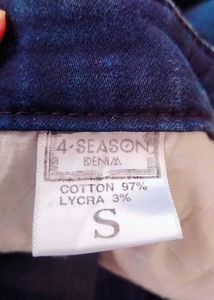 4-SEASON
DENIM
COTTON 97%
LYCRA 3%
S